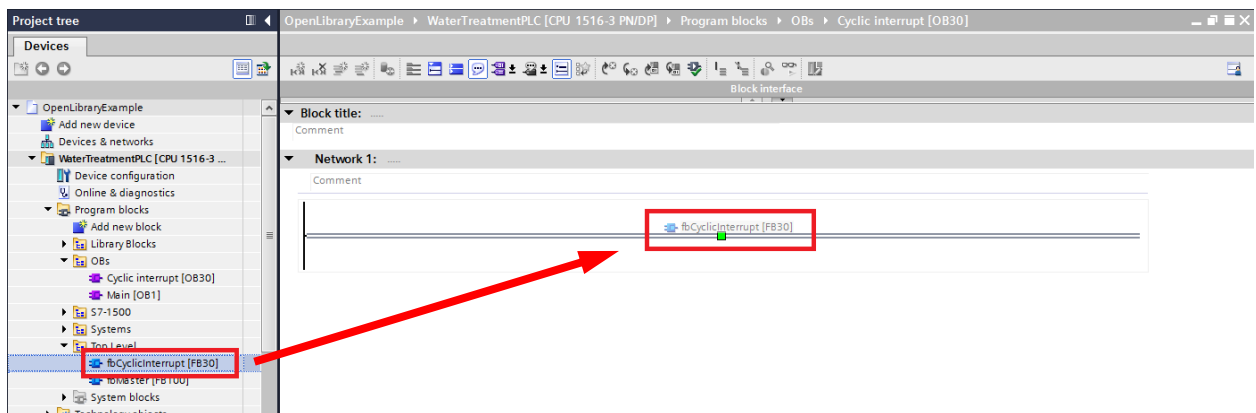 Project tree
Devices
OpenLibraryExample
Add new device
Devices & networks
WaterTreatmentPLC [CPU 1516-3 ...
Device configuration
Online & diagnostics
Program blocks
Add new block
Library Blocks
OBs
Cyclic interrupt [OB30]
Main [OB1]
S7-1500
Systems
Top Level
fbCyclicInterrupt [FB30]
fbMaster [FB100]
System blocks
Technology objects
OpenLibraryExample ▸ WaterTreatmentPLC [CPU 1516-3 PN/DP] ▸ Program blocks ▸ OBs ▸ Cyclic interrupt [OB30]
Block interface
Block title: .....
Comment
Network 1: .....
Comment
fbCyclicInterrupt [FB30]